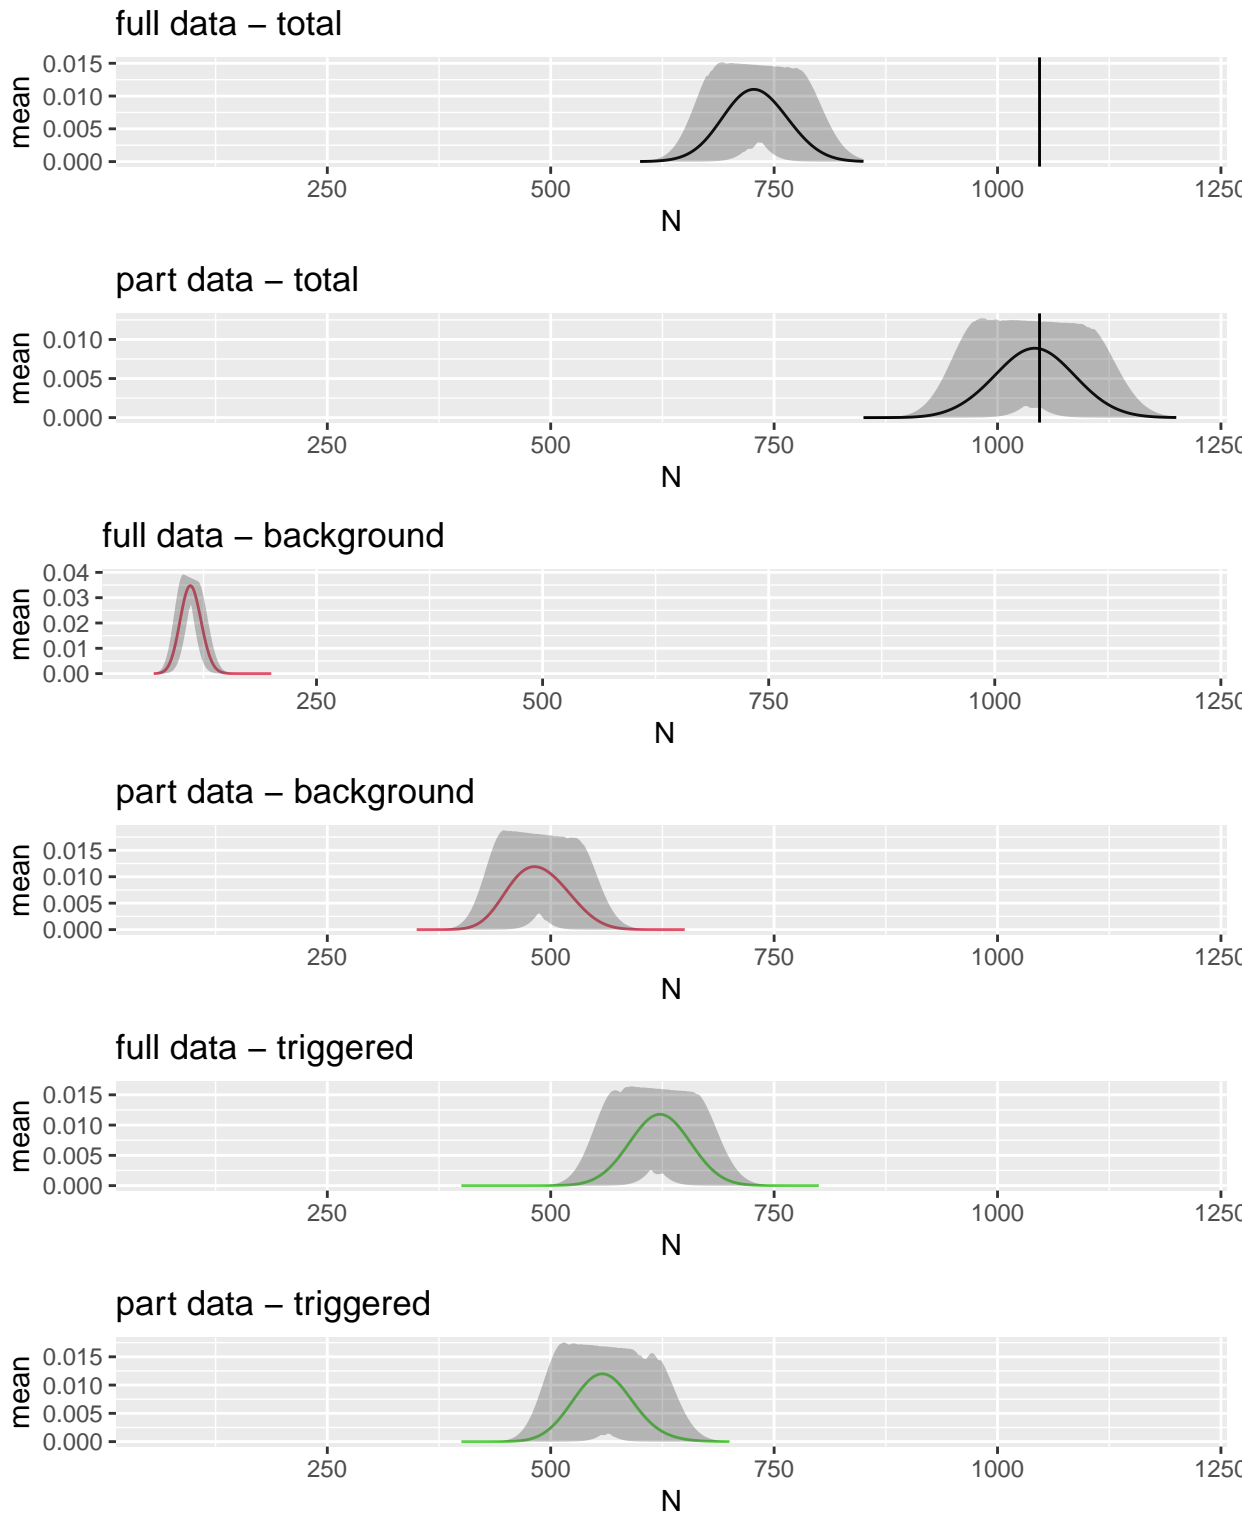 full data – total
mean
0.015
0.010
0.005
0.000
250 500 750 1000 1250
N
part data – total
mean
0.010
0.005
0.000
250 500 750 1000 1250
N
full data – background
mean
0.04
0.03
0.02
0.01
0.00
250 500 750 1000 1250
N
part data – background
mean
0.015
0.010
0.005
0.000
250 500 750 1000 1250
N
full data – triggered
mean
0.015
0.010
0.005
0.000
250 500 750 1000 1250
N
part data – triggered
mean
0.015
0.010
0.005
0.000
250 500 750 1000 1250
N